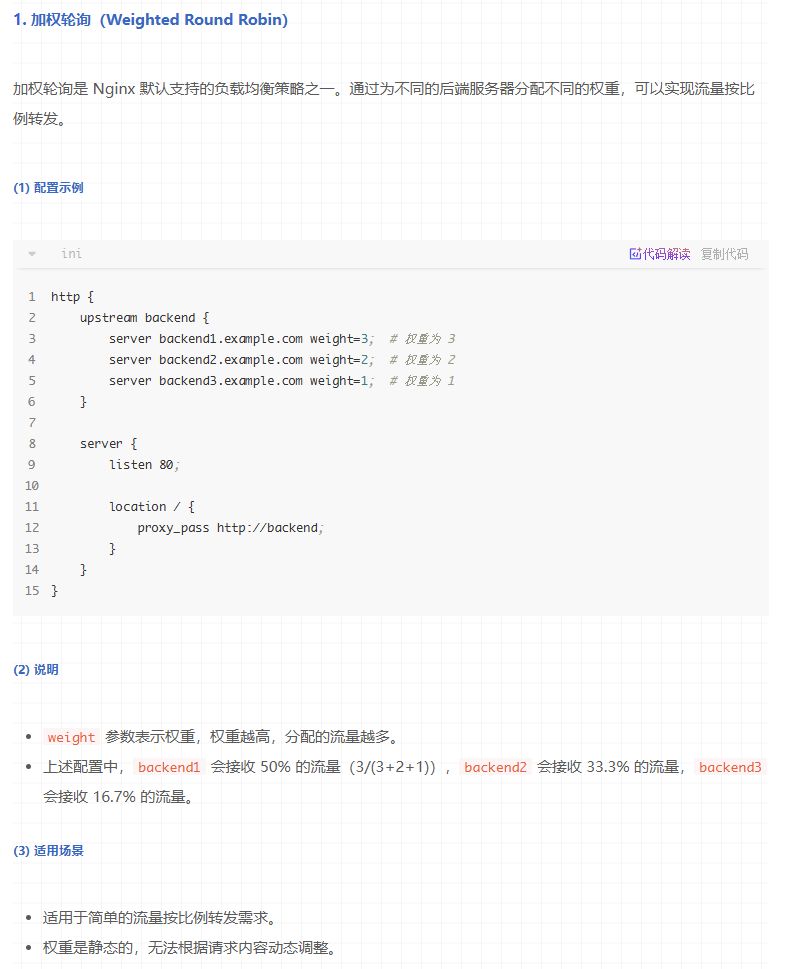 1. 加权轮询（Weighted Round Robin）
加权轮询是 Nginx 默认支持的负载均衡策略之一。通过为不同的后端服务器分配不同的权重，可以实现流量按比
例转发。
(1) 配置示例
ini 代码解读 复制代码
1 http {
2     upstream backend {
3         server backend1.example.com weight=3;  # 权重为 3
4         server backend2.example.com weight=2;  # 权重为 2
5         server backend3.example.com weight=1;  # 权重为 1
6     }
7
8     server {
9         listen 80;
10
11         location / {
12             proxy_pass http://backend;
13         }
14     }
15 }
(2) 说明
• weight 参数表示权重，权重越高，分配的流量越多。
• 上述配置中， backend1 会接收 50% 的流量（3/(3+2+1)）， backend2 会接收 33.3% 的流量， backend3
会接收 16.7% 的流量。
(3) 适用场景
• 适用于简单的流量按比例转发需求。
• 权重是静态的，无法根据请求内容动态调整。